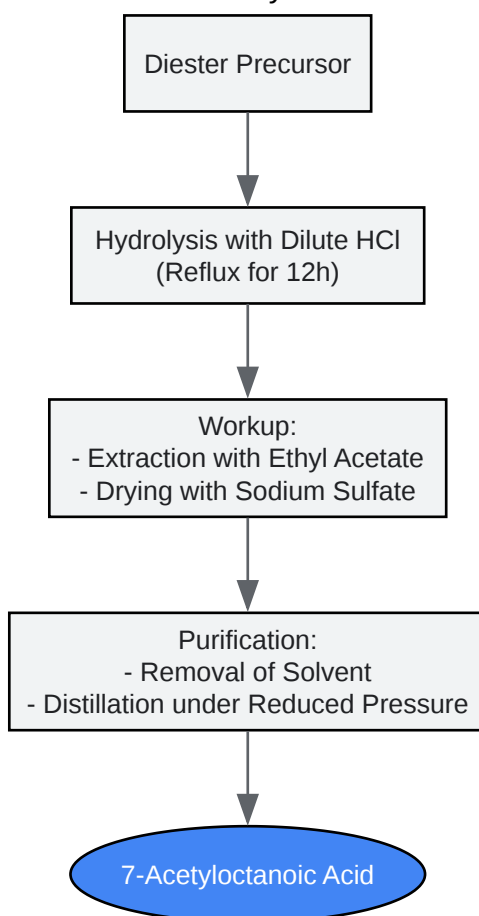 Diester Precursor
Hydrolysis with Dilute HCl
(Reflux for 12h)
Workup:
- Extraction with Ethyl Acetate
- Drying with Sodium Sulfate
Purification:
- Removal of Solvent
- Distillation under Reduced Pressure
7-Acetyloctanoic Acid